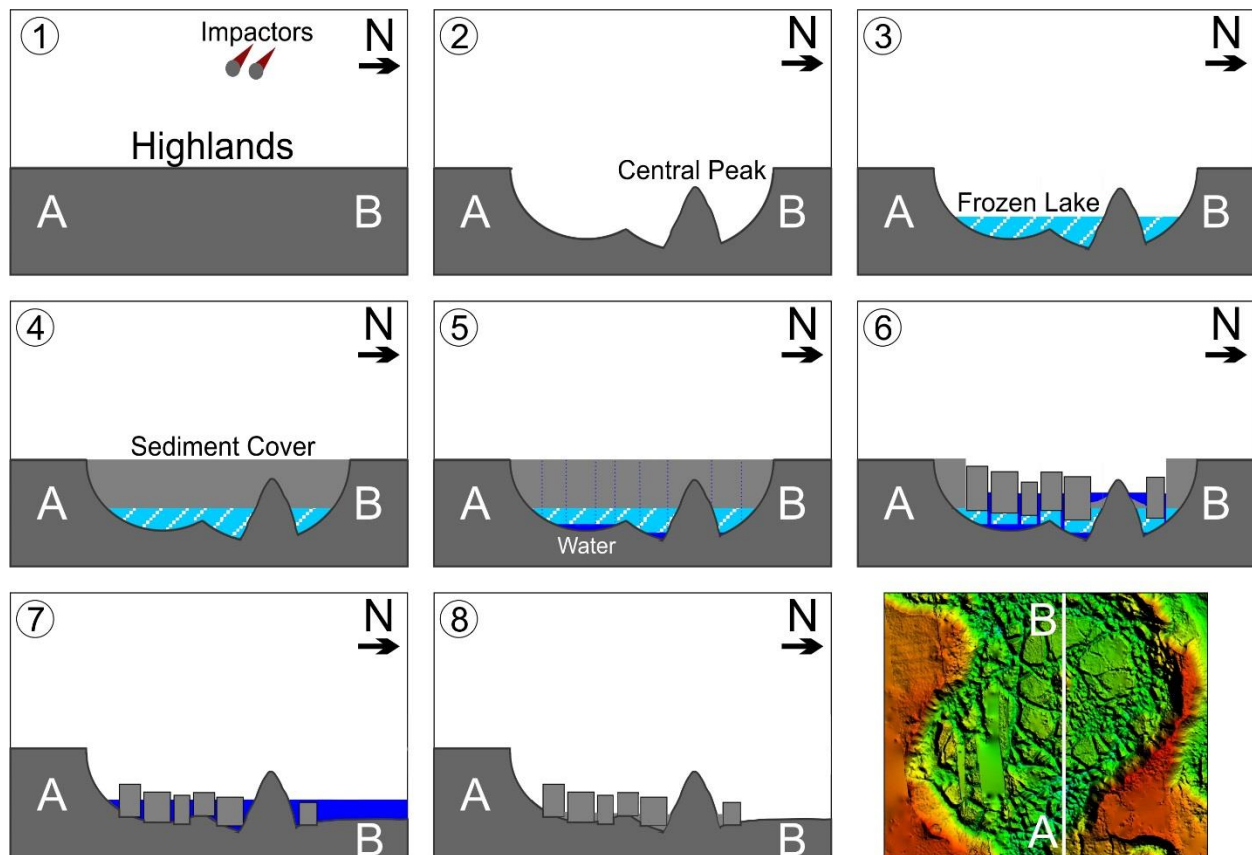 1
Impactors
N
Highlands
A
B
2
Central Peak
A
B
3
N
Frozen Lake
A
B
4
N
Sediment Cover
A
B
5
N
A
B
Water
6
N
A
B
7
N
A
B
8
N
A
B
B
A